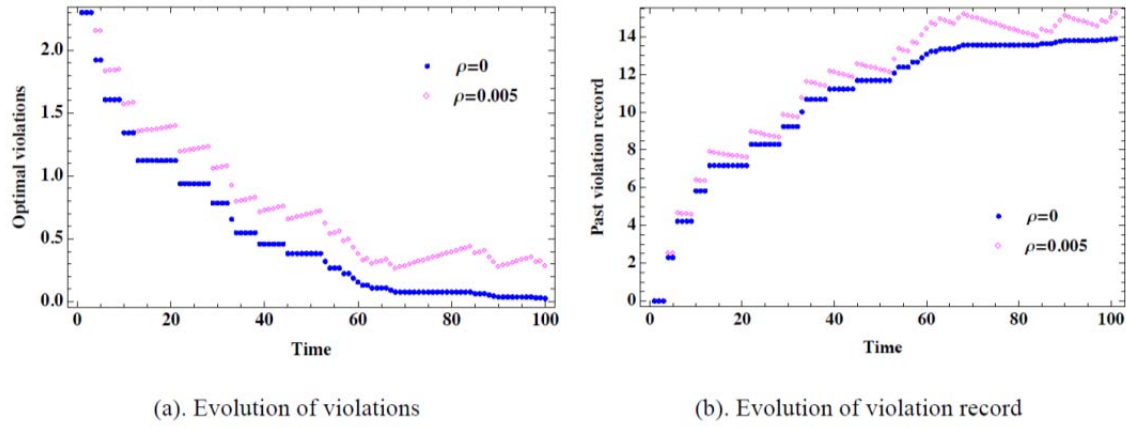 Optimal violations
2.0
1.5
1.0
0.5
0.0
0 20 40 60 80 100
Time
ρ=0
ρ=0.005
(a). Evolution of violations
Past violation record
14
12
10
8
6
4
2
0
0 20 40 60 80 100
Time
ρ=0
ρ=0.005
(b). Evolution of violation record